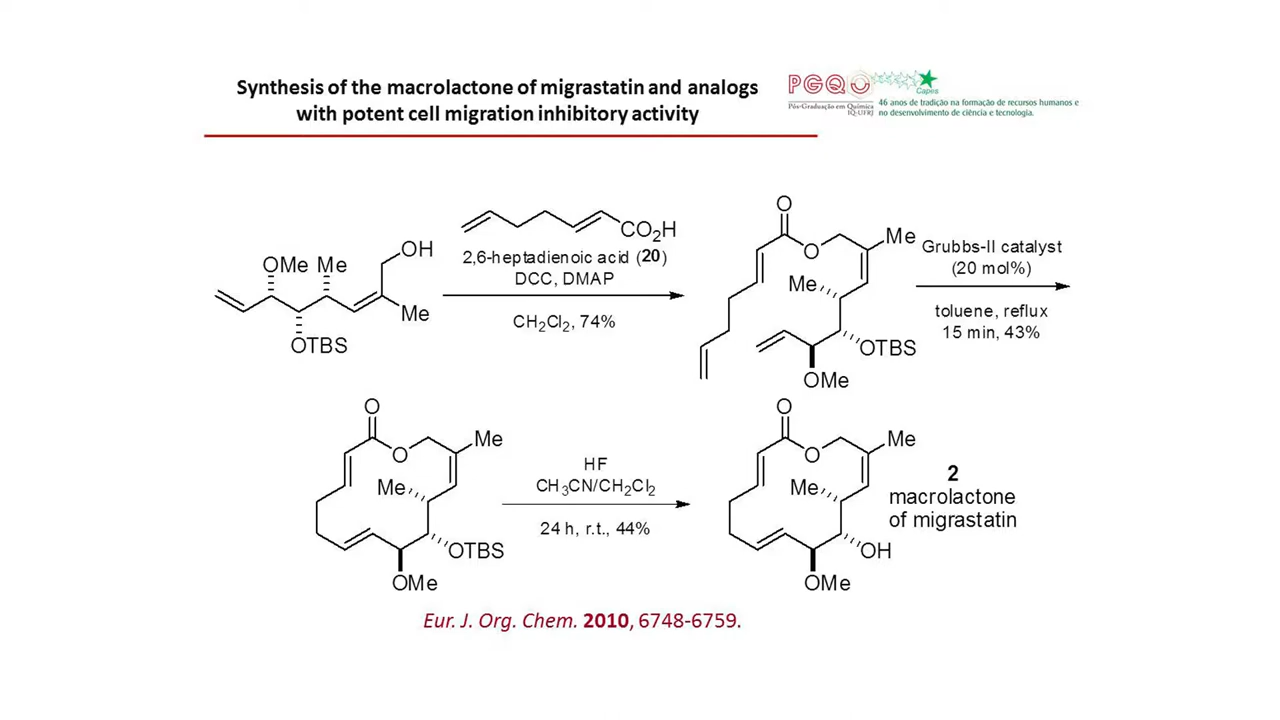 Synthesis of the macrolactone of migrastatin and analogs
with potent cell migration inhibitory activity
PGQ
Capes
Pós-Graduação em Química
IQ-UFRJ
46 anos de tradição na formação de recursos humanos e
no desenvolvimento de ciência e tecnologia.
OMe Me
OH
Me
OTBS
CO2H
2,6-heptadienoic acid (20)
DCC, DMAP
CH2Cl2, 74%
O
O
Me
Me
OTBS
OMe
Grubbs-II catalyst
(20 mol%)
toluene, reflux
15 min, 43%
O
O
Me
Me
OTBS
OMe
HF
CH3CN/CH2Cl2
24 h, r.t., 44%
O
O
Me
Me
OH
OMe
2
macrolactone
of migrastatin
Eur. J. Org. Chem. 2010, 6748-6759.